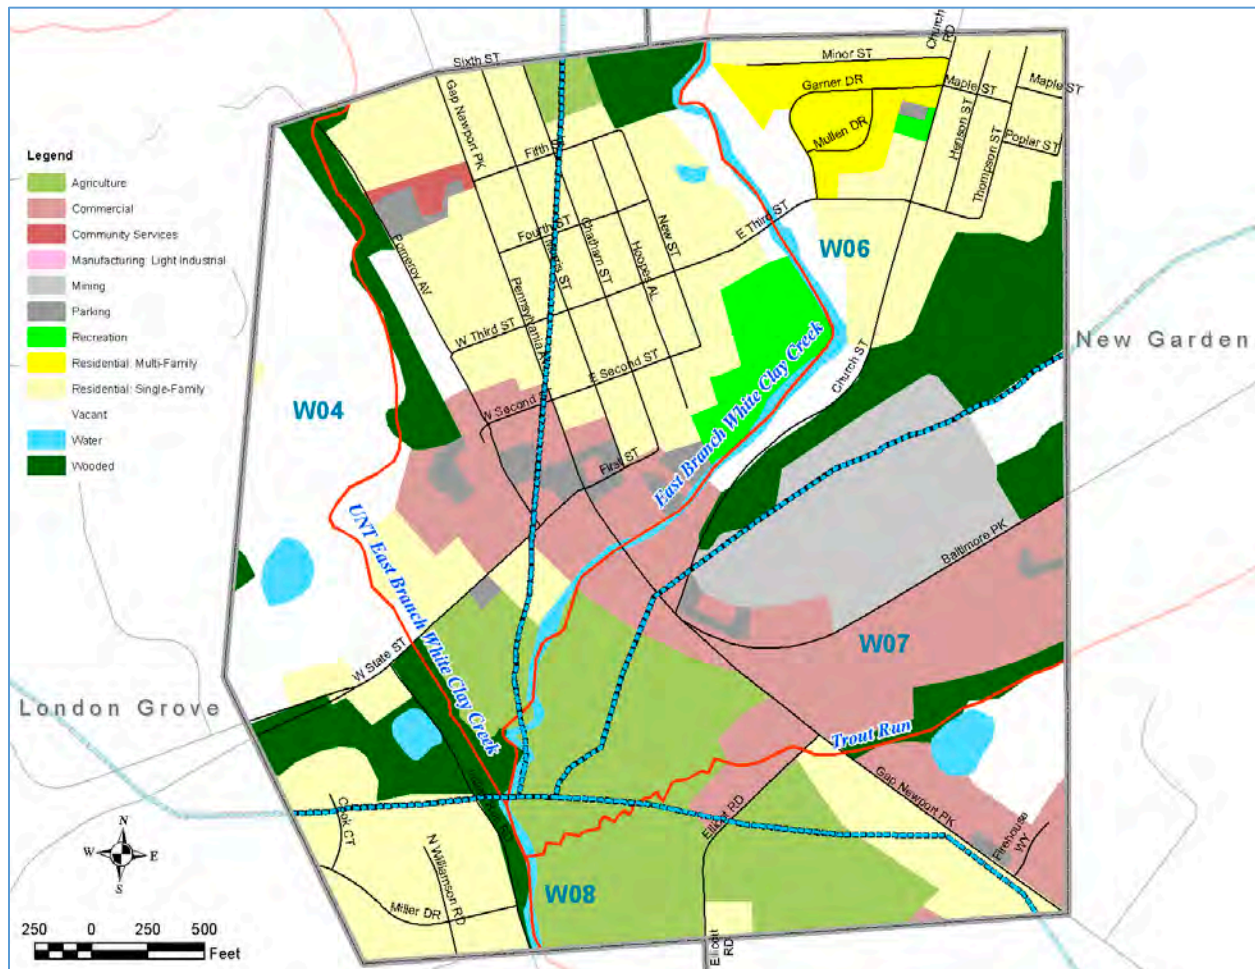 Sixth ST
Church
RD
Minor ST
Garner DR
Maple ST
Maple ST
Mullen DR
Poplar ST
Henson ST
Thompson ST
Gap Newport PK
Fifth
Fourth ST
Chatham ST
Hoopes AL
New ST
E Third ST
Pomeroy AV
Pennsylvania AV
W Third ST
E Second ST
W Second ST
First ST
Church ST
W06
W04
W07
W08
New Garden
London Grove
East Branch White Clay Creek
UNT East Branch White Clay Creek
Trout Run
Baltimore PK
W State ST
Gap Newport PK
Firehouse
WY
Elliott RD
Ellicott
RD
Cook CT
N Williamson RD
Miller DR
Legend
Agriculture
Commercial
Community Services
Manufacturing: Light Industrial
Mining
Parking
Recreation
Residential: Multi-Family
Residential: Single-Family
Vacant
Water
Wooded
N
W
E
S
250 0 250 500
Feet